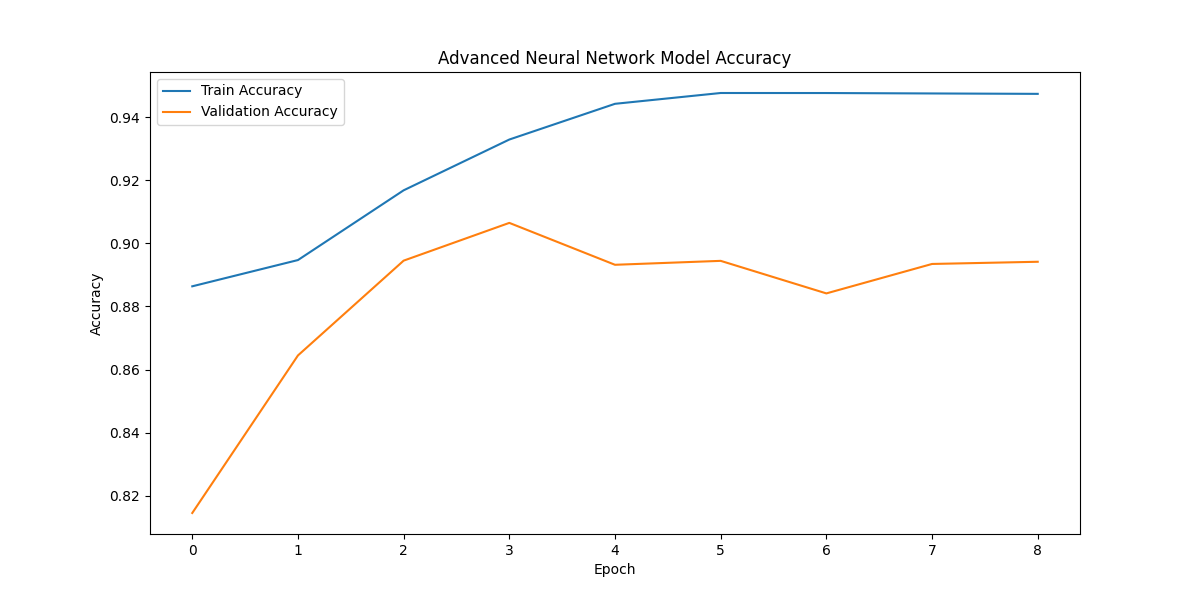 Advanced Neural Network Model Accuracy
Train Accuracy
Validation Accuracy
Accuracy
0.94
0.92
0.90
0.88
0.86
0.84
0.82
0 1 2 3 4 5 6 7 8
Epoch